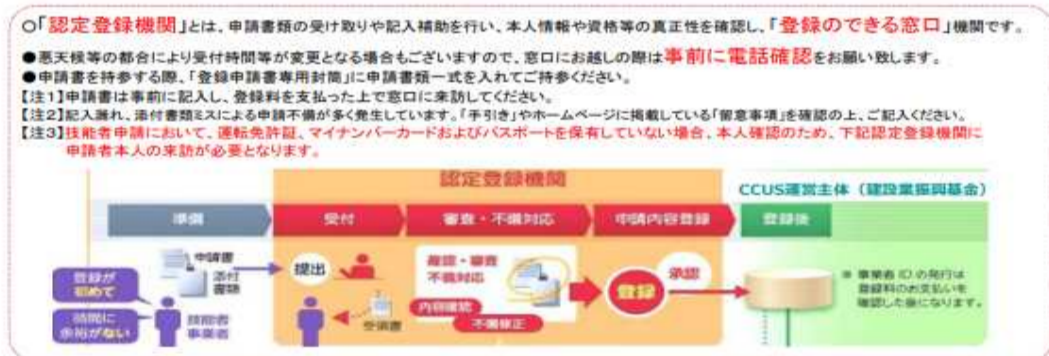 ○「認定登録機関」とは、申請書類の受け取りや記入補助を行い、本人情報や資格等の真正性を確認し、「登録のできる窓口」機関です。
●悪天候等の都合により受付時間等が変更となる場合もございますので、窓口にお越しの際は事前に電話確認をお願い致します。
●申請書を持参する際、「登録申請書専用封筒」に申請書類一式を入れてご持参ください。
【注1】申請書は事前に記入し、登録料を支払った上で窓口に来訪してください。
【注2】記入漏れ、添付書類ミスによる申請不備が多く発生しています。「手引き」やホームページに掲載している「留意事項」を確認の上、ご記入ください。
【注3】技能者申請において、運転免許証、マイナンバーカードおよびパスポートを保有していない場合、本人確認のため、下記認定登録機関に
申請者本人の来訪が必要となります。
認定登録機関
CCUS運営主体（建設業振興基金）
準備
受付
審査・不備対応
申請内容登録
登録後
登録が
初めて
時間に
余裕がない
申請書
添付
書類
技能者
事業者
提出
受領書
確認・審査
不備対応
内容確認
不備修正
登録
承認
※ 事業者 ID の発行は
登録料のお支払いを
確認した後になります。